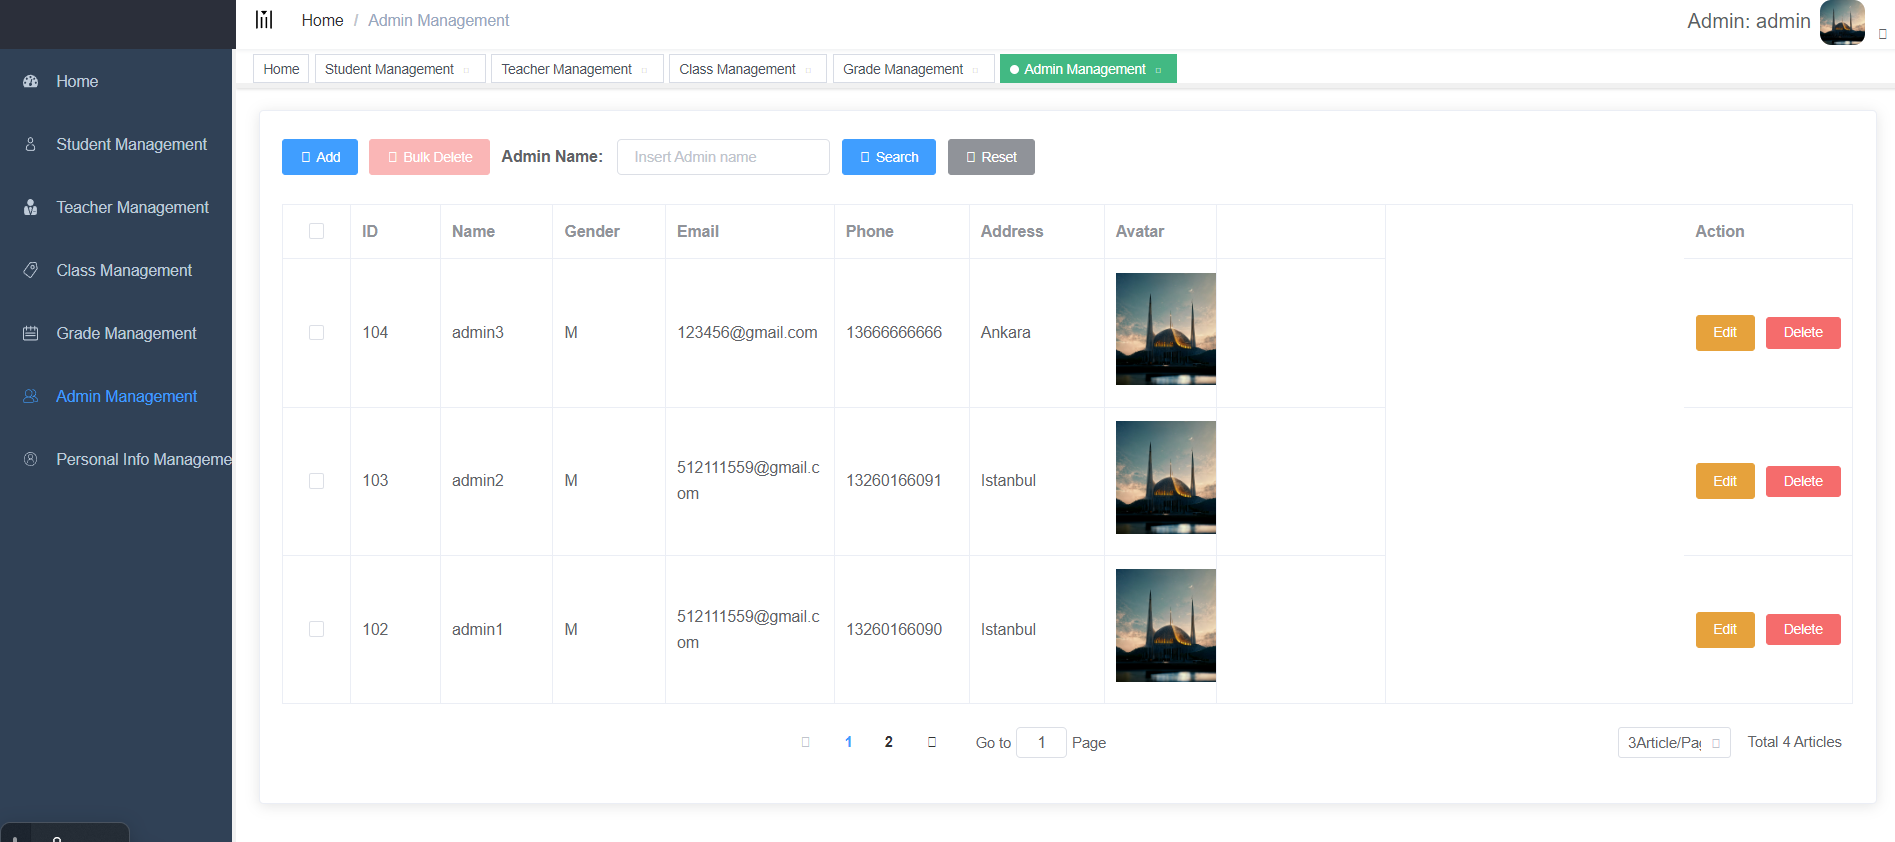 Home / Admin Management
Admin: admin
Home
Student Management
Teacher Management
Class Management
Grade Management
Admin Management
Home
Student Management
Teacher Management
Class Management
Grade Management
Admin Management
Personal Info Manageme
Add
Bulk Delete
Admin Name:
Insert Admin name
Search
Reset
ID Name Gender Email Phone Address Avatar Action
104 admin3 M 123456@gmail.com 13666666666 Ankara Edit Delete
103 admin2 M 512111559@gmail.c
om 13260166091 Istanbul Edit Delete
102 admin1 M 512111559@gmail.c
om 13260166090 Istanbul Edit Delete
1 2 Go to 1 Page
3Article/Pa
Total 4 Articles